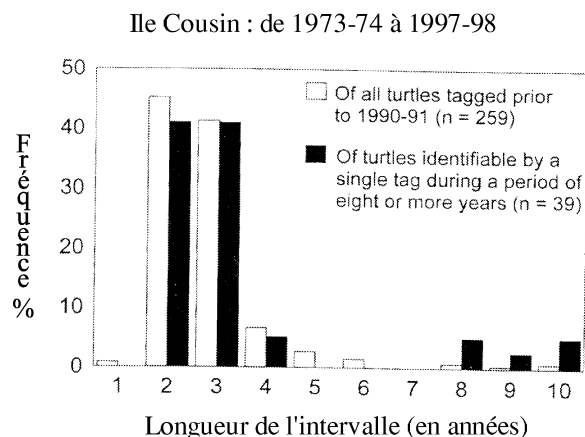 Ile Cousin : de 1973-74 à 1997-98
50
40
30
20
10
0
Fréquence %
Of all turtles tagged prior
to 1990-91 (n = 259)
Of turtles identifiable by a
single tag during a period of
eight or more years (n = 39)
1 2 3 4 5 6 7 8 9 10
Longueur de l'intervalle (en années)